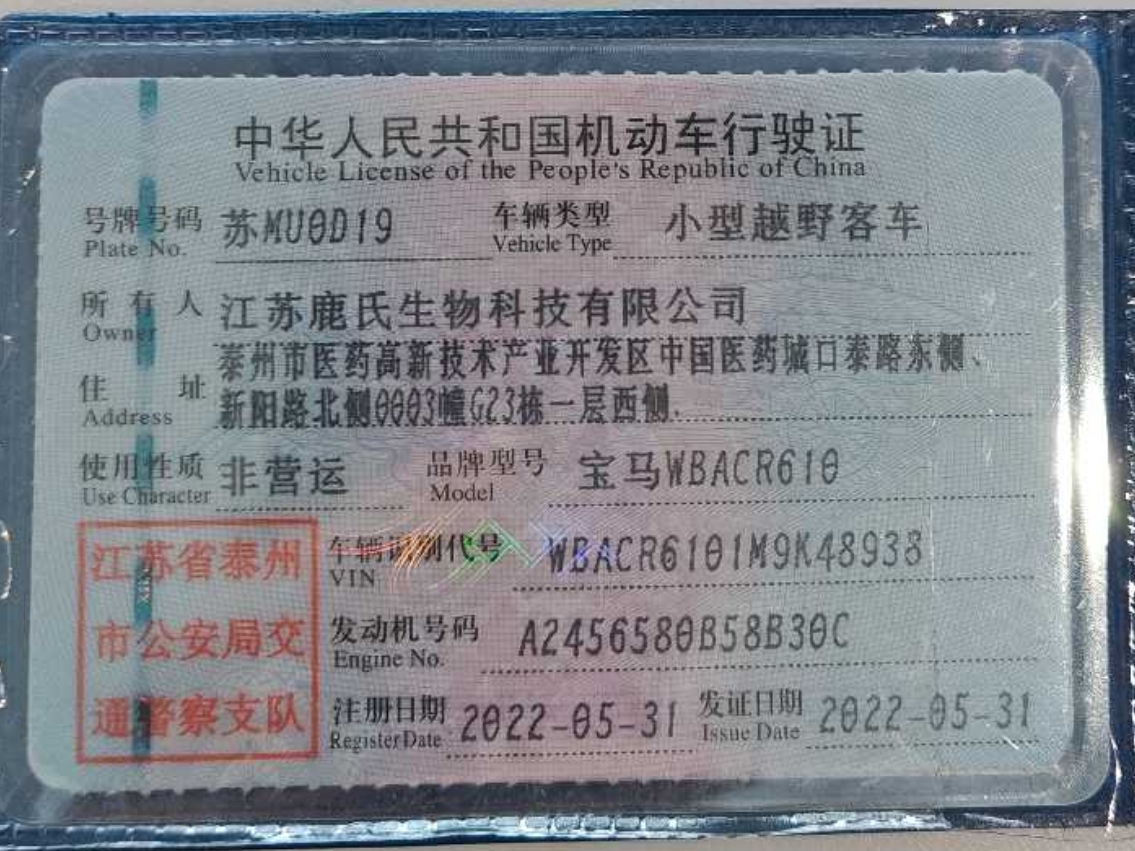 中华人民共和国机动车行驶证
Vehicle License of the People's Republic of China
号牌号码 苏MU0D19 车辆类型 小型越野客车
Plate No. Vehicle Type
所有人 江苏鹿氏生物科技有限公司
Owner
泰州市医药高新技术产业开发区中国医药城口泰路东侧、
住址
Address 新阳路北侧0003幢G23栋一层西侧.
使用性质 非营运 品牌型号 宝马WBACR610
Use Character Model
江苏省泰州
市公安局交
通警察支队
车辆识别代号 WBACR6101M9K48938
VIN
发动机号码 A2456580B58B30C
Engine No.
注册日期 2022-05-31 发证日期 2022-05-31
Register Date Issue Date